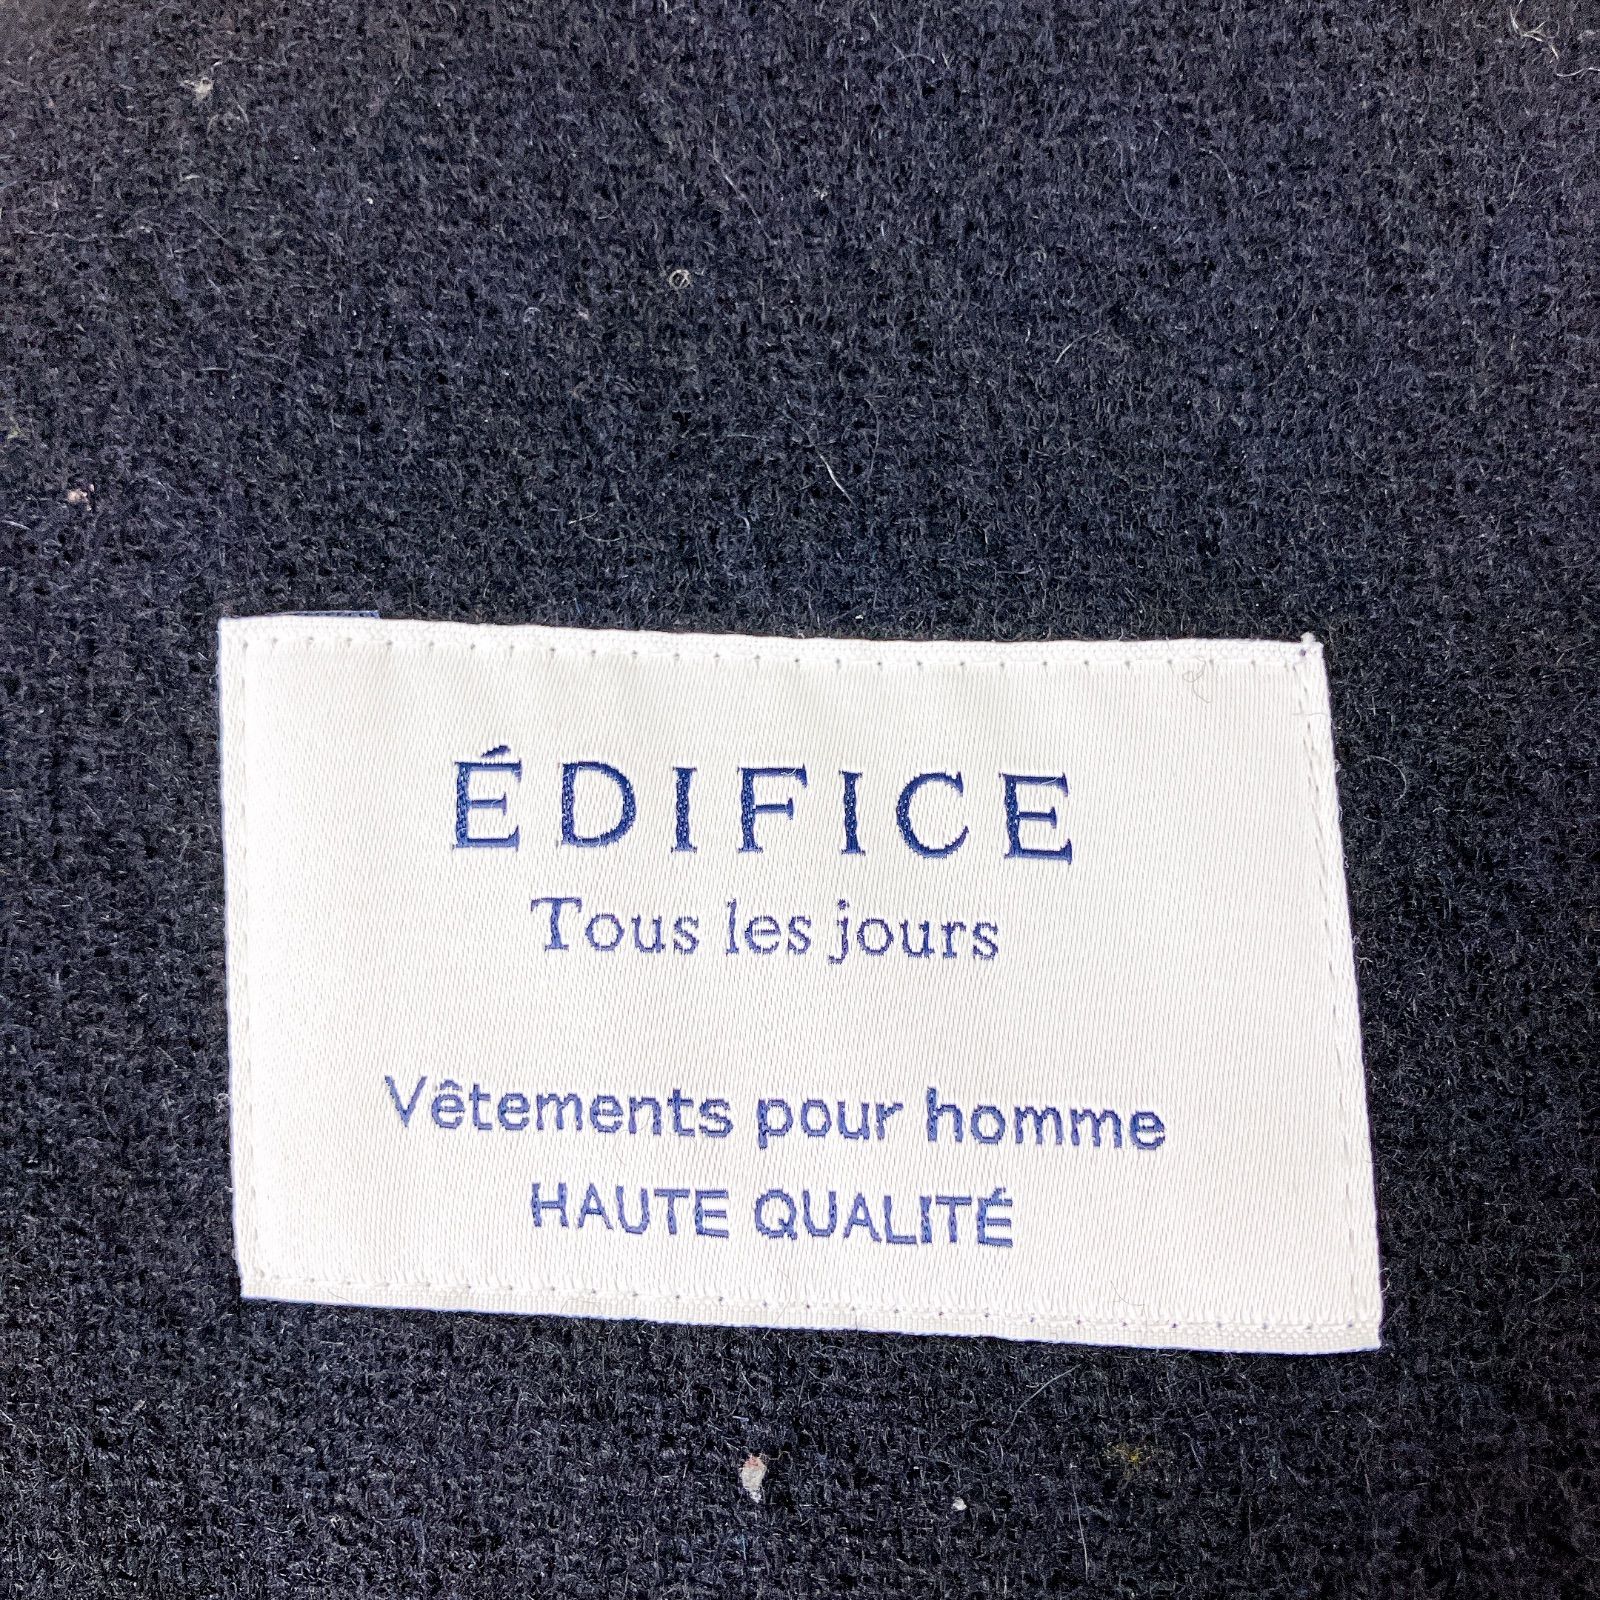 ÉDIFICE
Tous les jours
Vêtements pour homme
HAUTE QUALITÉ